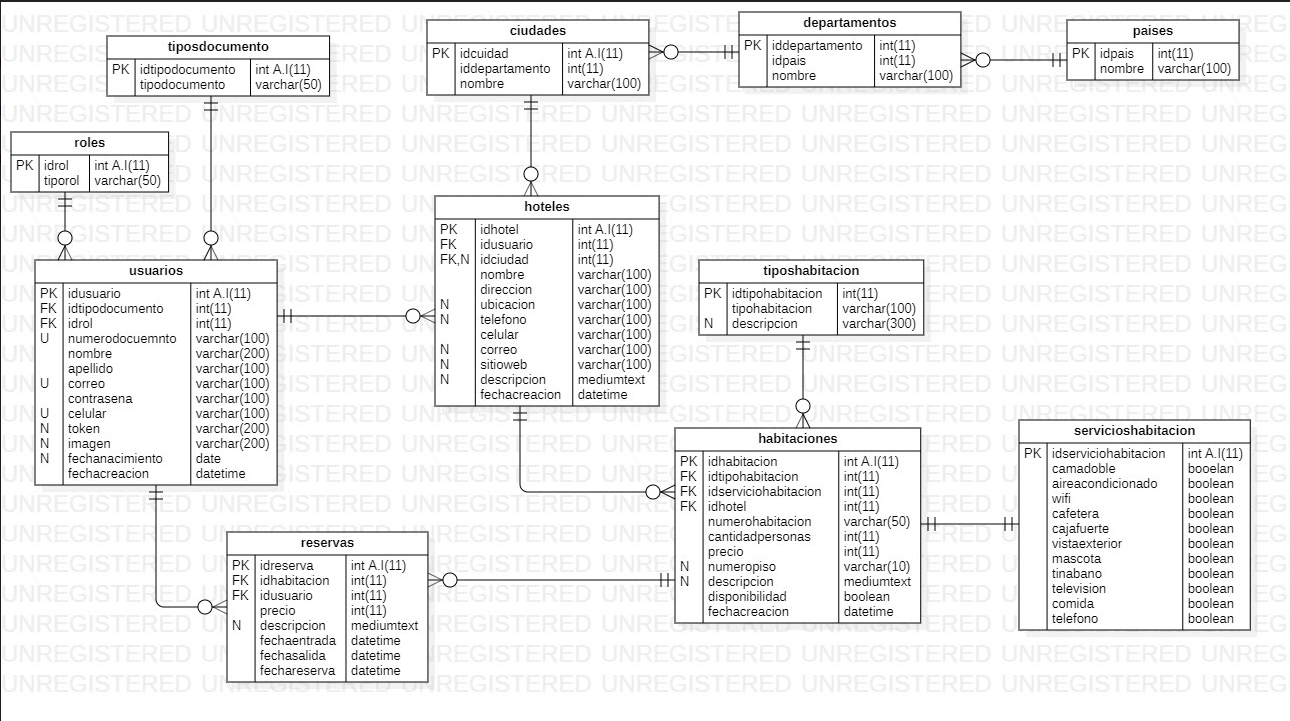 tiposdocumento
PK idtipodocumento int A.I(11)
tipodocumento varchar(50)
ciudades
PK idcuidad int A.I(11)
iddepartamento int(11)
nombre varchar(100)
departamentos
PK iddepartamento int(11)
idpais int(11)
nombre varchar(100)
paises
PK idpais int(11)
nombre varchar(100)
roles
PK idrol int A.I(11)
tiporol varchar(50)
usuarios
PK idusuario int A.I(11)
FK idtipodocumento int(11)
FK idrol int(11)
U numerodocuemnto varchar(100)
nombre varchar(200)
apellido varchar(100)
U correo varchar(100)
contrasena varchar(100)
U celular varchar(100)
N token varchar(200)
N imagen varchar(200)
N fechanacimiento date
fechacreacion datetime
hoteles
PK idhotel int A.I(11)
FK idusuario int(11)
FK,N idciudad int(11)
nombre varchar(100)
direccion varchar(100)
N ubicacion varchar(100)
N telefono varchar(100)
celular varchar(100)
N correo varchar(100)
N sitioweb varchar(100)
N descripcion mediumtext
fechacreacion datetime
tiposhabitacion
PK idtipohabitacion int(11)
tipohabitacion varchar(100)
N descripcion varchar(300)
habitaciones
PK idhabitacion int A.I(11)
FK idtipohabitacion int(11)
FK idserviciohabitacion int(11)
FK idhotel int(11)
numerohabitacion varchar(50)
cantidadpersonas int(11)
precio int(11)
N numeropiso varchar(10)
N descripcion mediumtext
disponibilidad boolean
fechacreacion datetime
servicioshabitacion
PK idserviciohabitacion int A.I(11)
camadoble booelan
aireacondicionado boolean
wifi boolean
cafetera boolean
cajafuerte boolean
vistaexterior boolean
mascota boolean
tinabano boolean
television boolean
comida boolean
telefono boolean
reservas
PK idreserva int A.I(11)
FK idhabitacion int(11)
FK idusuario int(11)
precio int(11)
N descripcion mediumtext
fechaentrada datetime
fechasalida datetime
fechareserva datetime
UNREGISTERED